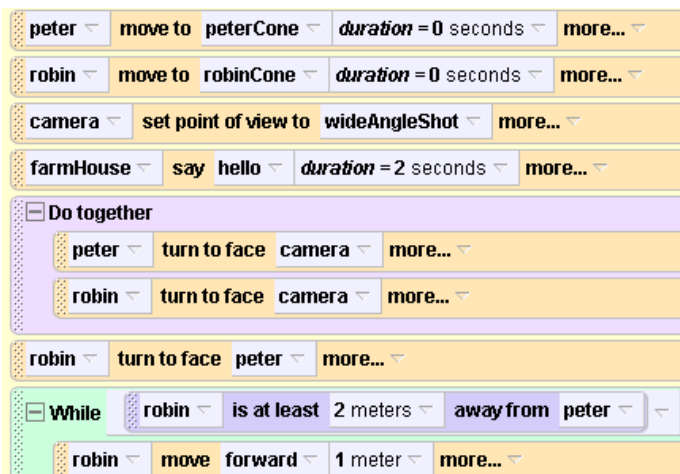 peter move to peterCone duration = 0 seconds more...
robin move to robinCone duration = 0 seconds more...
camera set point of view to wideAngleShot more...
farmHouse say hello duration = 2 seconds more...
Do together
peter turn to face camera more...
robin turn to face camera more...
robin turn to face peter more...
While robin is at least 2 meters away from peter
robin move forward 1 meter more...